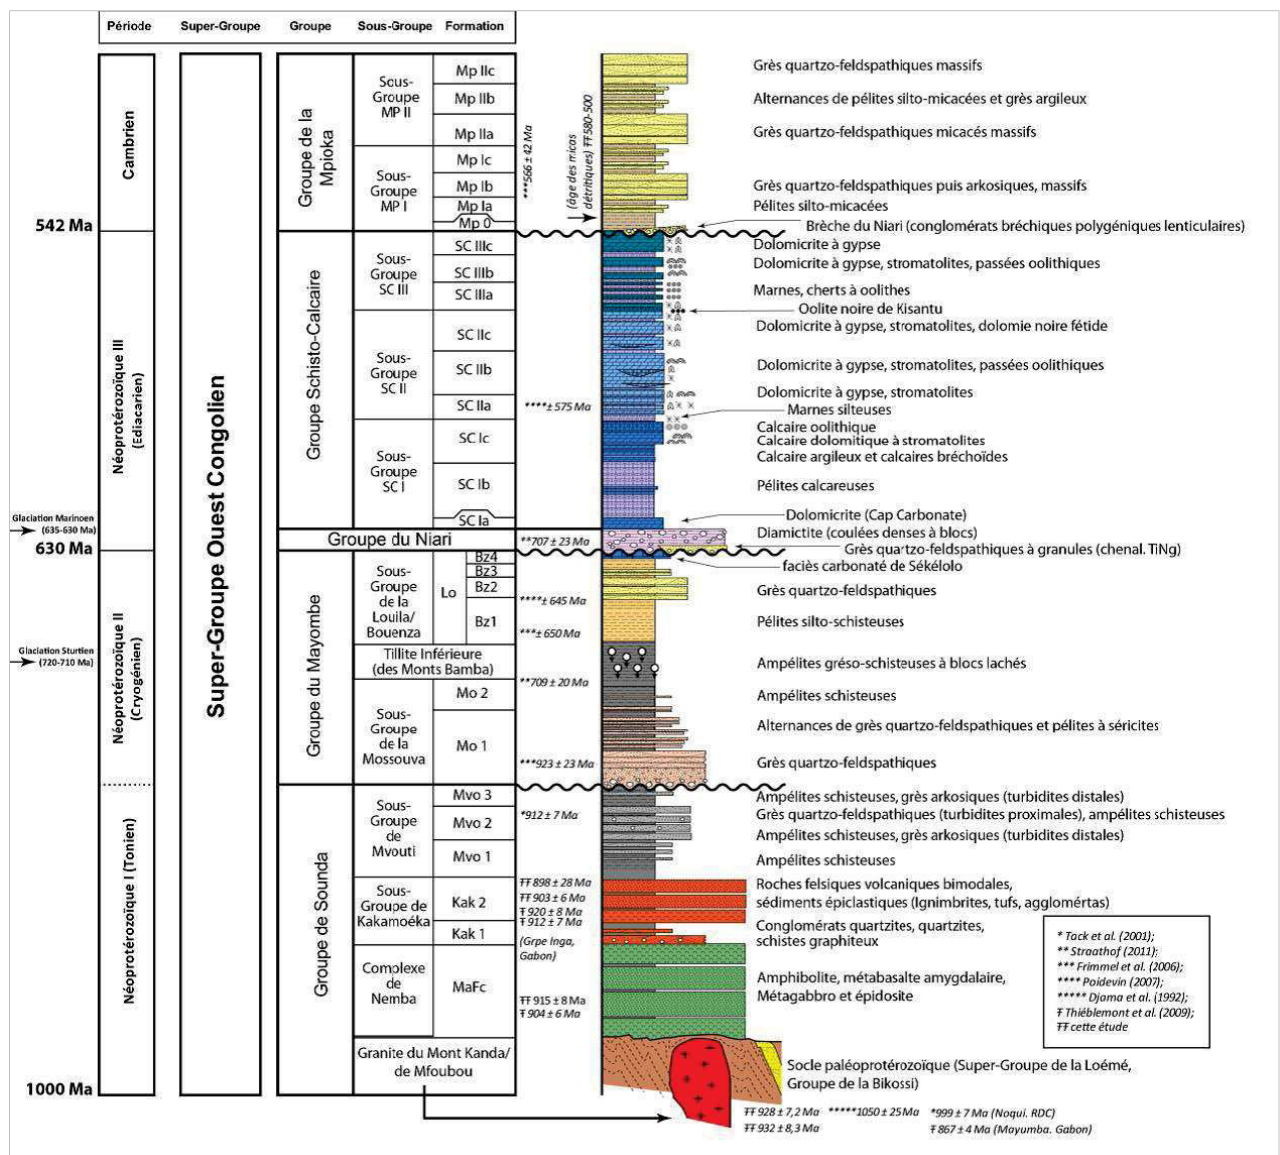 Période Super-Groupe Groupe Sous-Groupe Formation
Cambrien
542 Ma
Néoprotérozoïque III
(Ediacarien)
Glaciation Marinoen
(635-630 Ma)
630 Ma
Néoprotérozoïque II
(Cryogénien)
Glaciation Sturtien
(720-710 Ma)
Néoprotérozoïque I (Tonien)
1000 Ma
Super-Groupe Ouest Congolien
Groupe de la
Mpioka
Groupe Schisto-Calcaire
Groupe du Niari
Groupe du Mayombe
Groupe de Sounda
Sous-
Groupe
MP II
Sous-
Groupe
MP I
Sous-
Groupe
SC III
Sous-
Groupe
SC II
Sous-
Groupe
SC I
Sous-
Groupe
de la
Louila/
Bouenza
Lo
Tillite Inférieure
(des Monts Bamba)
Sous-
Groupe
de la
Mossouva
Sous-
Groupe
de
Mvouti
Sous-
Groupe de
Kakamoéka
Complexe
de
Nemba
Granite du Mont Kanda/
de Mfoubou
Mp IIc
Mp IIb
Mp IIa
Mp Ic
Mp Ib
Mp Ia
Mp 0
SC IIIc
SC IIIb
SC IIIa
SC IIc
SC IIb
SC IIa
SC Ic
SC Ib
SC Ia
Bz4
Bz3
Bz2
Bz1
Mo 2
Mo 1
Mvo 3
Mvo 2
Mvo 1
Kak 2
Kak 1
MaFc
***566 ± 42 Ma
(âge des micas
détritiques) ŦŦ580-500
****± 575 Ma
**707 ± 23 Ma
****± 645 Ma
***± 650 Ma
**709 ± 20 Ma
***923 ± 23 Ma
*912 ± 7 Ma
ŦŦ 898 ± 28 Ma
ŦŦ 903 ± 6 Ma
Ŧ 920 ± 8 Ma
Ŧ 912 ± 7 Ma
(Grpe Inga,
Gabon)
ŦŦ 915 ± 8 Ma
Ŧ 904 ± 6 Ma
Grès quartzo-feldspathiques massifs
Alternances de pélites silto-micacées et grès argileux
Grès quartzo-feldspathiques micacés massifs
Grès quartzo-feldspathiques puis arkosiques, massifs
Pélites silto-micacées
Brèche du Niari (conglomérats bréchiques polygéniques lenticulaires)
Dolomicrite à gypse
Dolomicrite à gypse, stromatolites, passées oolithiques
Marnes, cherts à oolithes
Oolite noire de Kisantu
Dolomicrite à gypse, stromatolites, dolomie noire fétide
Dolomicrite à gypse, stromatolites, passées oolithiques
Dolomicrite à gypse, stromatolites
Marnes silteuses
Calcaire oolithique
Calcaire dolomitique à stromatolites
Calcaire argileux et calcaires bréchoïdes
Pélites calcareuses
Dolomicrite (Cap Carbonate)
Diamictite (coulées denses à blocs)
Grès quartzo-feldspathiques à granules (chenal. TiNg)
faciès carbonaté de Sékélolo
Grès quartzo-feldspathiques
Pélites silto-schisteuses
Ampélites gréso-schisteuses à blocs lachés
Ampélites schisteuses
Alternances de grès quartzo-feldspathiques et pélites à séricites
Grès quartzo-feldspathiques
Ampélites schisteuses, grès arkosiques (turbidites distales)
Grès quartzo-feldspathiques (turbidites proximales), ampélites schisteuses
Ampélites schisteuses, grès arkosiques (turbidites distales)
Ampélites schisteuses
Roches felsiques volcaniques bimodales,
sédiments épiclastiques (Ignimbrites, tufs, agglomértas)
Conglomérats quartzites, quartzites,
schistes graphiteux
Amphibolite, métabasalte amygdalaire,
Métagabbro et épidosite
Socle paléoprotérozoïque (Super-Groupe de la Loémé,
Groupe de la Bikossi)
ŦŦ 928 ± 7,2 Ma *****1050 ± 25 Ma *999 ± 7 Ma (Noqui. RDC)
ŦŦ 932 ± 8,3 Ma Ŧ 867 ± 4 Ma (Mayumba. Gabon)
* Tack et al. (2001);
** Straathof (2011);
*** Frimmel et al. (2006);
**** Poidevin (2007);
***** Djama et al. (1992);
Ŧ Thiéblemont et al. (2009);
ŦŦ cette étude